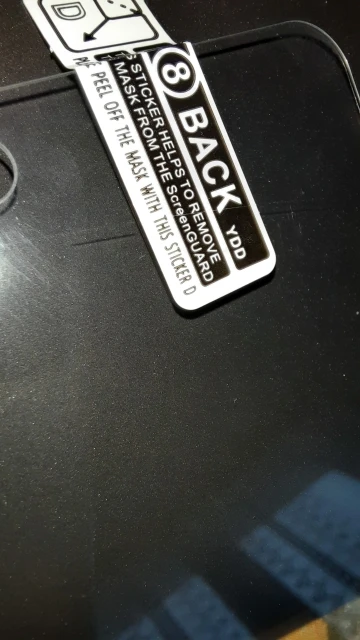 D
8 BACK YDD
STICKER HELPS TO REMOVE
MASK FROM THE ScreenGUARD
PEEL OFF THE MASK WITH THIS STICKER D